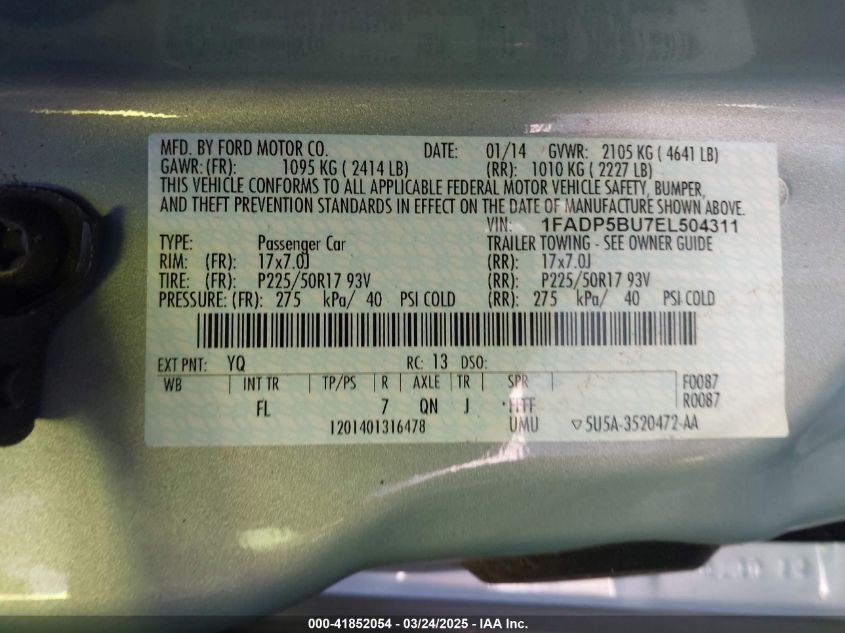 MFD. BY FORD MOTOR CO. DATE: 01/14 GVWR: 2105 KG ( 4641 LB)
GAWR: (FR): 1095 KG ( 2414 LB) (RR): 1010 KG ( 2227 LB)
THIS VEHICLE CONFORMS TO ALL APPLICABLE FEDERAL MOTOR VEHICLE SAFETY, BUMPER,
AND THEFT PREVENTION STANDARDS IN EFFECT ON THE DATE OF MANUFACTURE SHOWN ABOVE.
VIN: 1FADP5BU7EL504311
TYPE: Passenger Car TRAILER TOWING - SEE OWNER GUIDE
RIM: (FR): 17x7.0J (RR): 17x7.0J
TIRE: (FR): P225/50R17 93V (RR): P225/50R17 93V
PRESSURE: (FR): 275 kPa/ 40 PSI COLD (RR): 275 kPa/ 40 PSI COLD
EXT PNT: YQ RC: 13 DSO:
WB INT TR TP/PS R AXLE TR SPR F0087
FL 7 QN J R0087
1201401316478 UMU ▽5U5A-3520472-AA
000-41852054 - 03/24/2025 - IAA Inc.